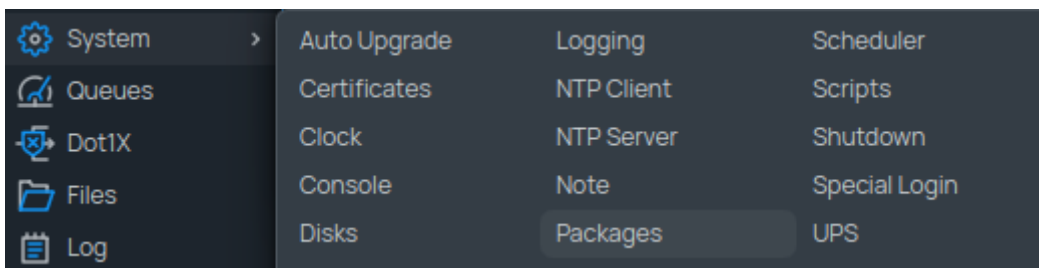 System
Queues
Dot1X
Files
Log
Auto Upgrade
Certificates
Clock
Console
Disks
Logging
NTP Client
NTP Server
Note
Packages
Scheduler
Scripts
Shutdown
Special Login
UPS